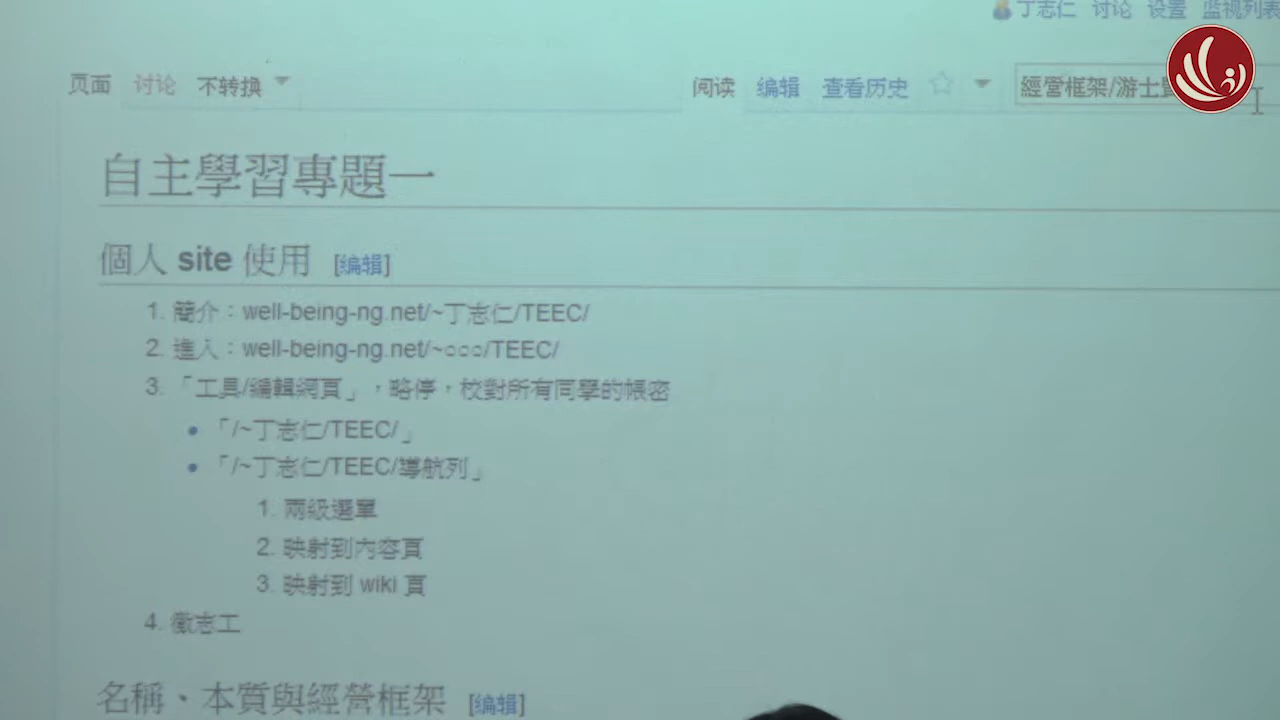 丁志仁 讨论 设置 监视列表
页面 讨论 不转换 阅读 编辑 查看历史 經營框架/游士
自主學習專題一
個人 site 使用 [编辑]
1. 簡介：well-being-ng.net/~丁志仁/TEEC/
2. 進入：well-being-ng.net/~○○○/TEEC/
3. 「工具/編輯網頁」，略停，校對所有同學的帳密
• 「/~丁志仁/TEEC/」
• 「/~丁志仁/TEEC/導航列」
1. 兩級選單
2. 映射到內容頁
3. 映射到 wiki 頁
4. 徵志工
名稱、本質與經營框架 [编辑]